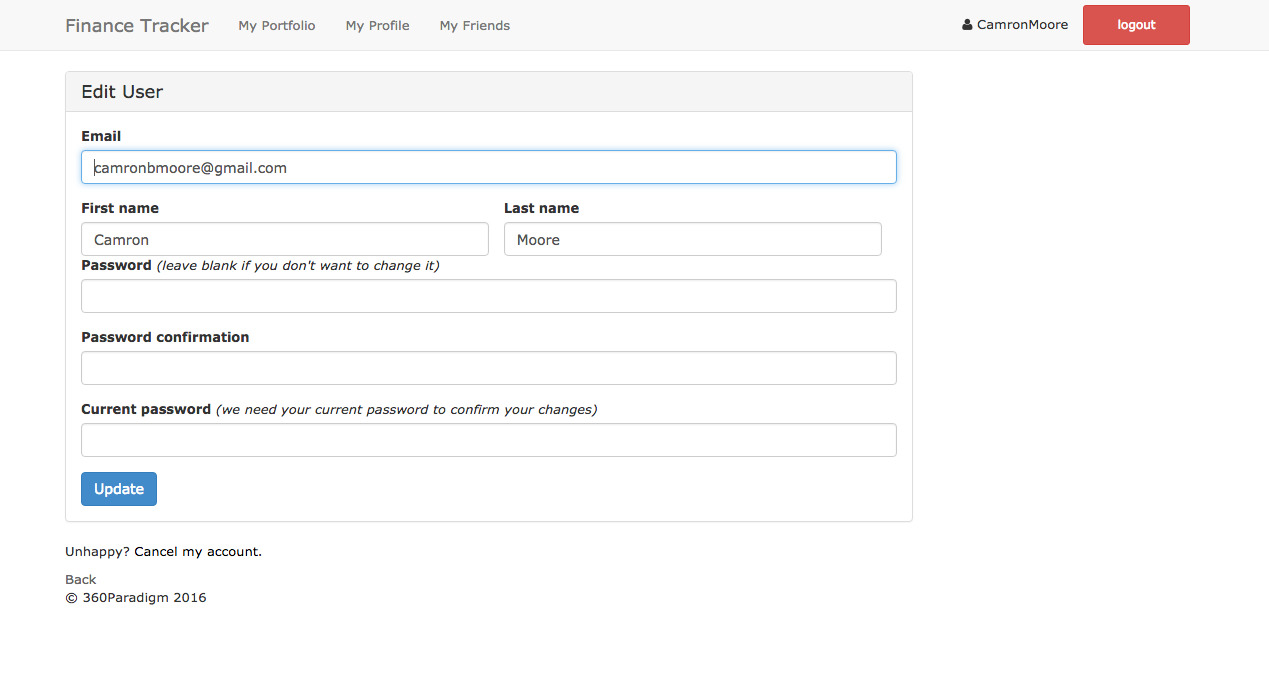 Finance Tracker My Portfolio My Profile My Friends CamronMoore logout
Edit User
Email
camronbmoore@gmail.com
First name Last name
Camron Moore
Password (leave blank if you don't want to change it)
Password confirmation
Current password (we need your current password to confirm your changes)
Update
Unhappy? Cancel my account.
Back
© 360Paradigm 2016